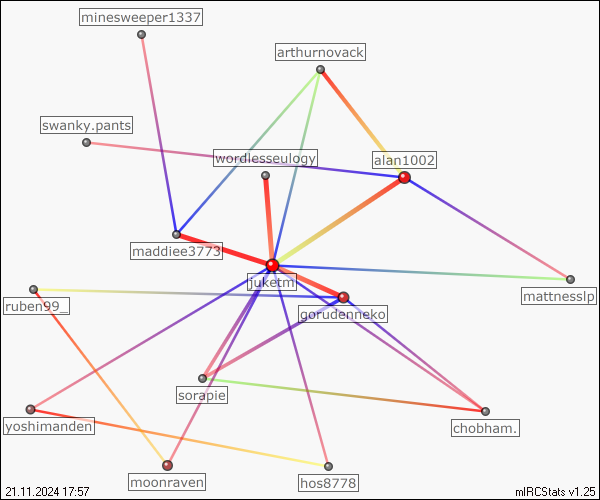 minesweeper1337
arthurnovack
swanky.pants
wordlesseulogy
alan1002
maddiee3773
juketm
mattnesslp
ruben99_
gorudenneko
sorapie
yoshimanden
chobham.
moonraven
hos8778
21.11.2024 17:57
mIRCStats v1.25